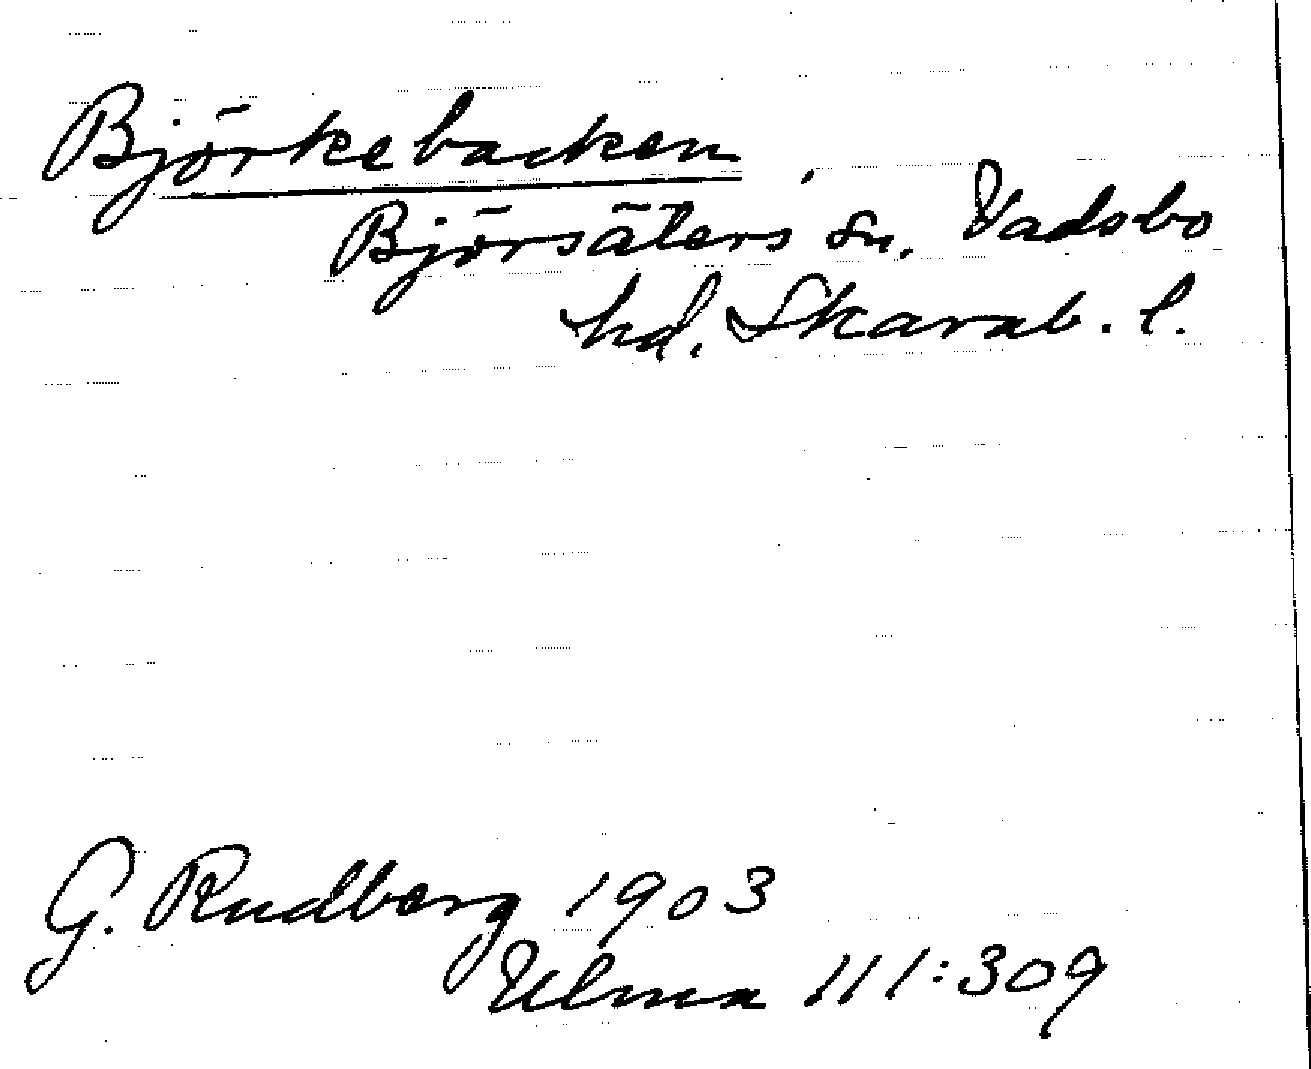 Björkebacken,
Björsäters sn. Vadsbo
hd. Skarab. l.
G. Rudberg 1903
Ulma 111:309